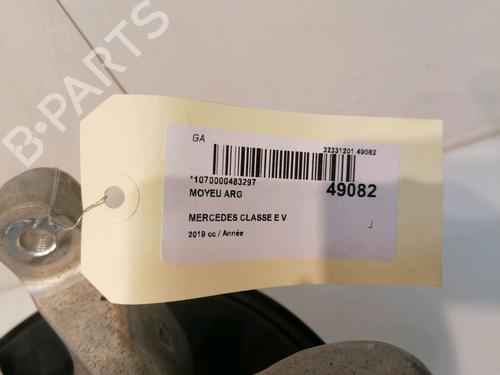 B-PARTS
GA
32331201 49082
*1070000483297
49082
MOYEU ARG
MERCEDES CLASSE E V
2019 cc / Année